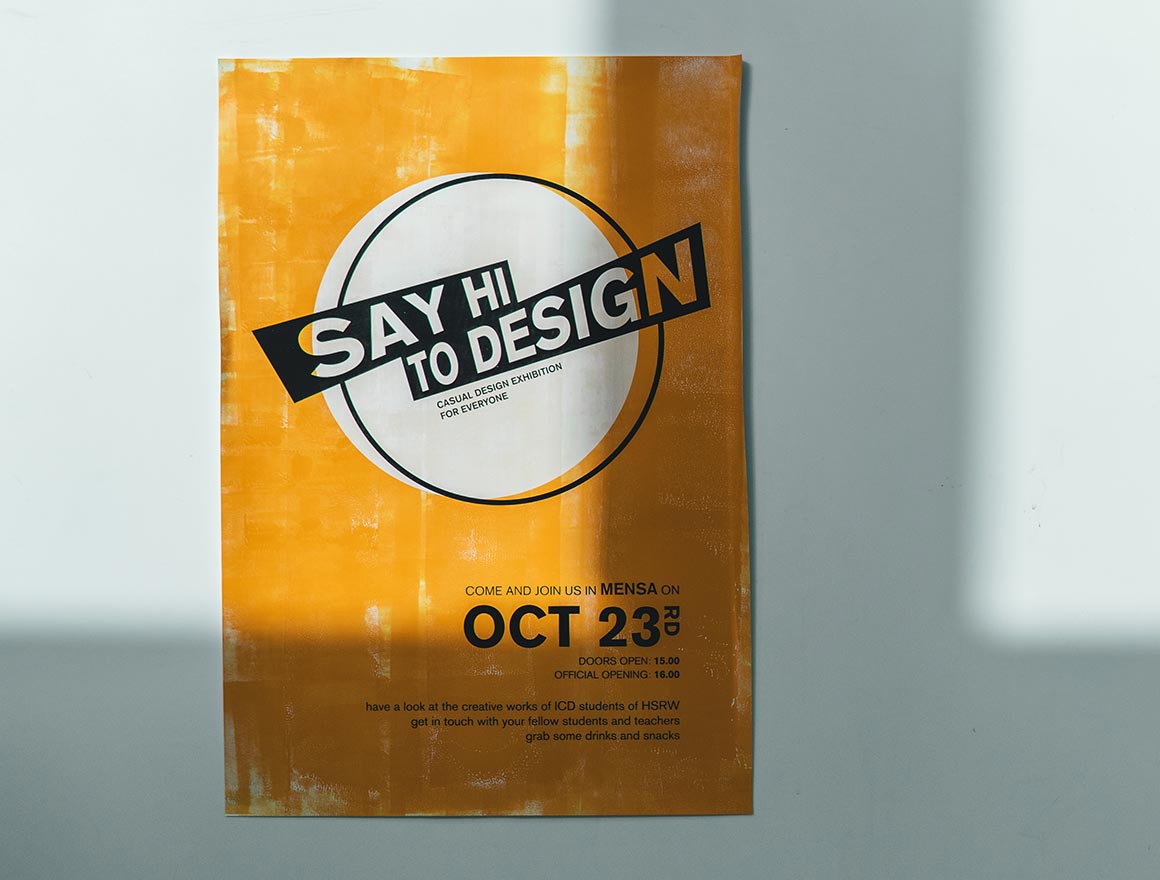 SAY HI
TO DESIGN
CASUAL DESIGN EXHIBITION
FOR EVERYONE
COME AND JOIN US IN MENSA ON
OCT 23RD
DOORS OPEN: 15.00
OFFICIAL OPENING: 16.00
have a look at the creative works of ICD students of HSRW
get in touch with your fellow students and teachers
grab some drinks and snacks